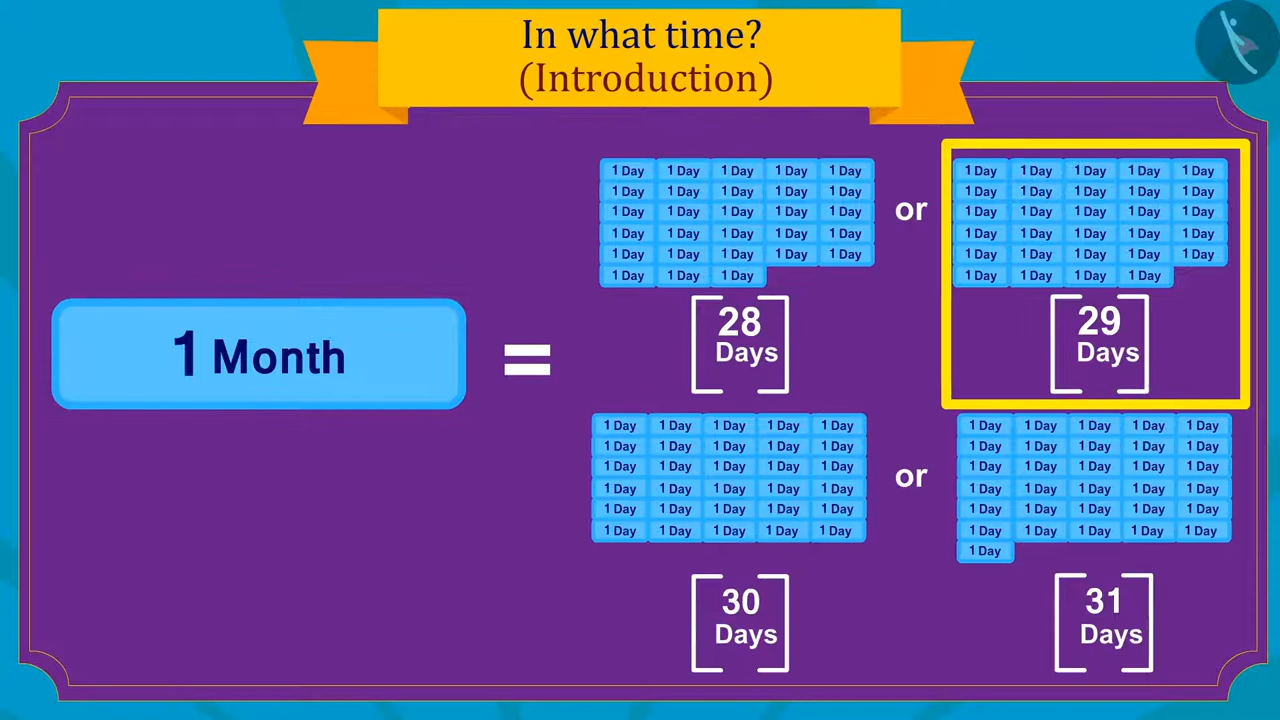 In what time?
(Introduction)
1 Day 1 Day 1 Day 1 Day 1 Day
1 Day 1 Day 1 Day 1 Day 1 Day
1 Day 1 Day 1 Day 1 Day 1 Day
1 Day 1 Day 1 Day 1 Day 1 Day
1 Day 1 Day 1 Day 1 Day 1 Day
1 Day 1 Day 1 Day
28
Days
or
1 Day 1 Day 1 Day 1 Day 1 Day
1 Day 1 Day 1 Day 1 Day 1 Day
1 Day 1 Day 1 Day 1 Day 1 Day
1 Day 1 Day 1 Day 1 Day 1 Day
1 Day 1 Day 1 Day 1 Day 1 Day
1 Day 1 Day 1 Day 1 Day
29
Days
1 Month =
1 Day 1 Day 1 Day 1 Day 1 Day
1 Day 1 Day 1 Day 1 Day 1 Day
1 Day 1 Day 1 Day 1 Day 1 Day
1 Day 1 Day 1 Day 1 Day 1 Day
1 Day 1 Day 1 Day 1 Day 1 Day
1 Day 1 Day 1 Day 1 Day 1 Day
30
Days
or
1 Day 1 Day 1 Day 1 Day 1 Day
1 Day 1 Day 1 Day 1 Day 1 Day
1 Day 1 Day 1 Day 1 Day 1 Day
1 Day 1 Day 1 Day 1 Day 1 Day
1 Day 1 Day 1 Day 1 Day 1 Day
1 Day 1 Day 1 Day 1 Day 1 Day
1 Day
31
Days